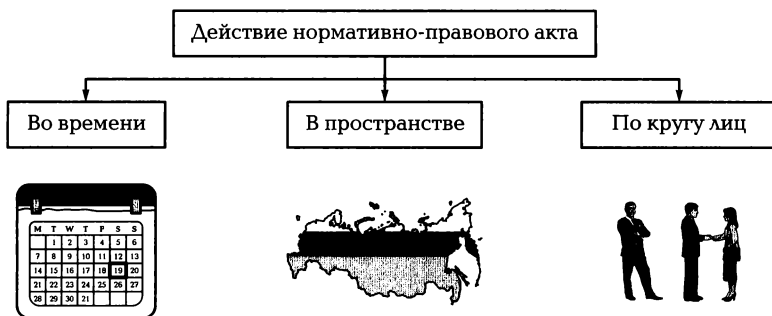 Действие нормативно-правового акта
Во времени
В пространстве
По кругу лиц
M T W T F S S
1 2 3 4 5 6
7 8 9 10 11 12 13
14 15 16 17 18 19 20
21 22 23 24 25 26 27
28 29 30 21